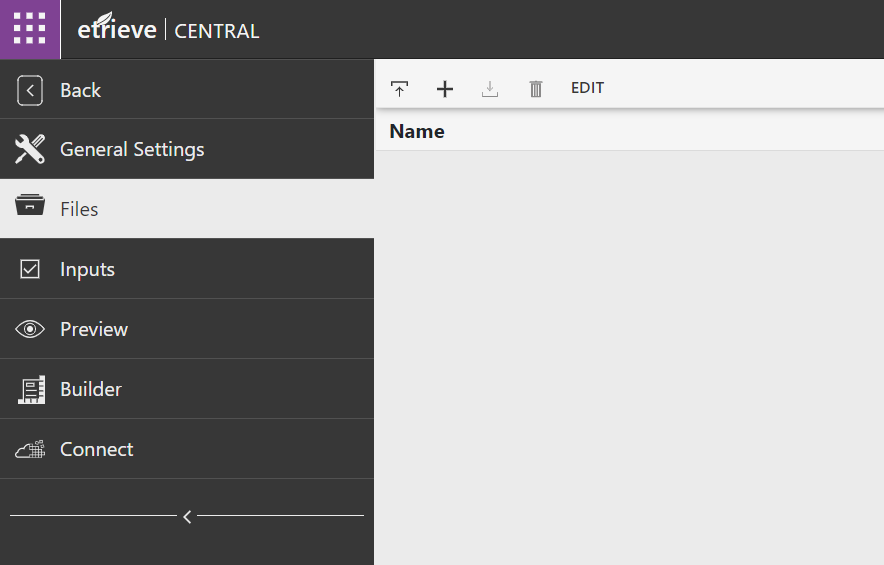 etrieve CENTRAL
Back
General Settings
Files
Inputs
Preview
Builder
Connect
EDIT
Name